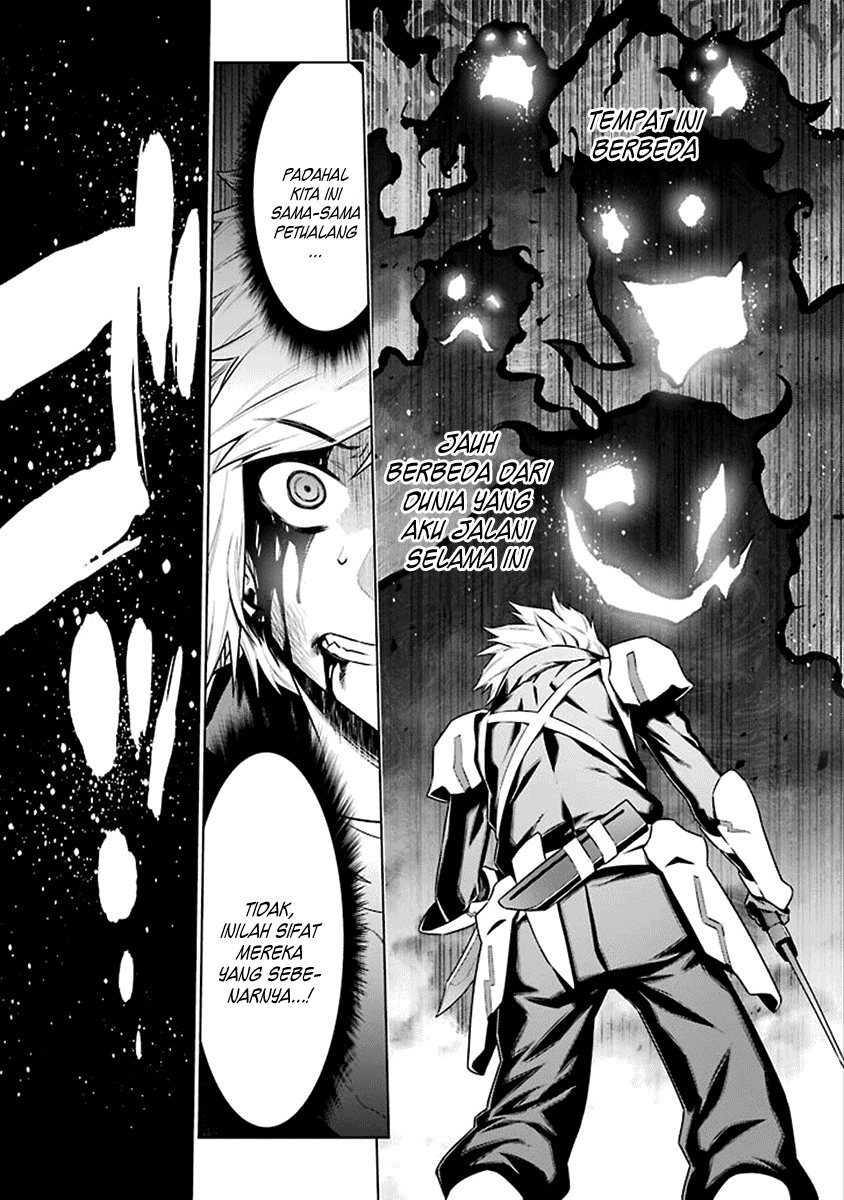 TEMPAT INI
BERBEDA
JAUH
BERBEDA DARI
DUNIA YANG
AKU JALANI
SELAMA INI
PADAHAL
KITA INI
SAMA-SAMA
PETUALANG
...
TIDAK,
INILAH SIFAT
MEREKA
YANG SEBE-
NARNYA...!